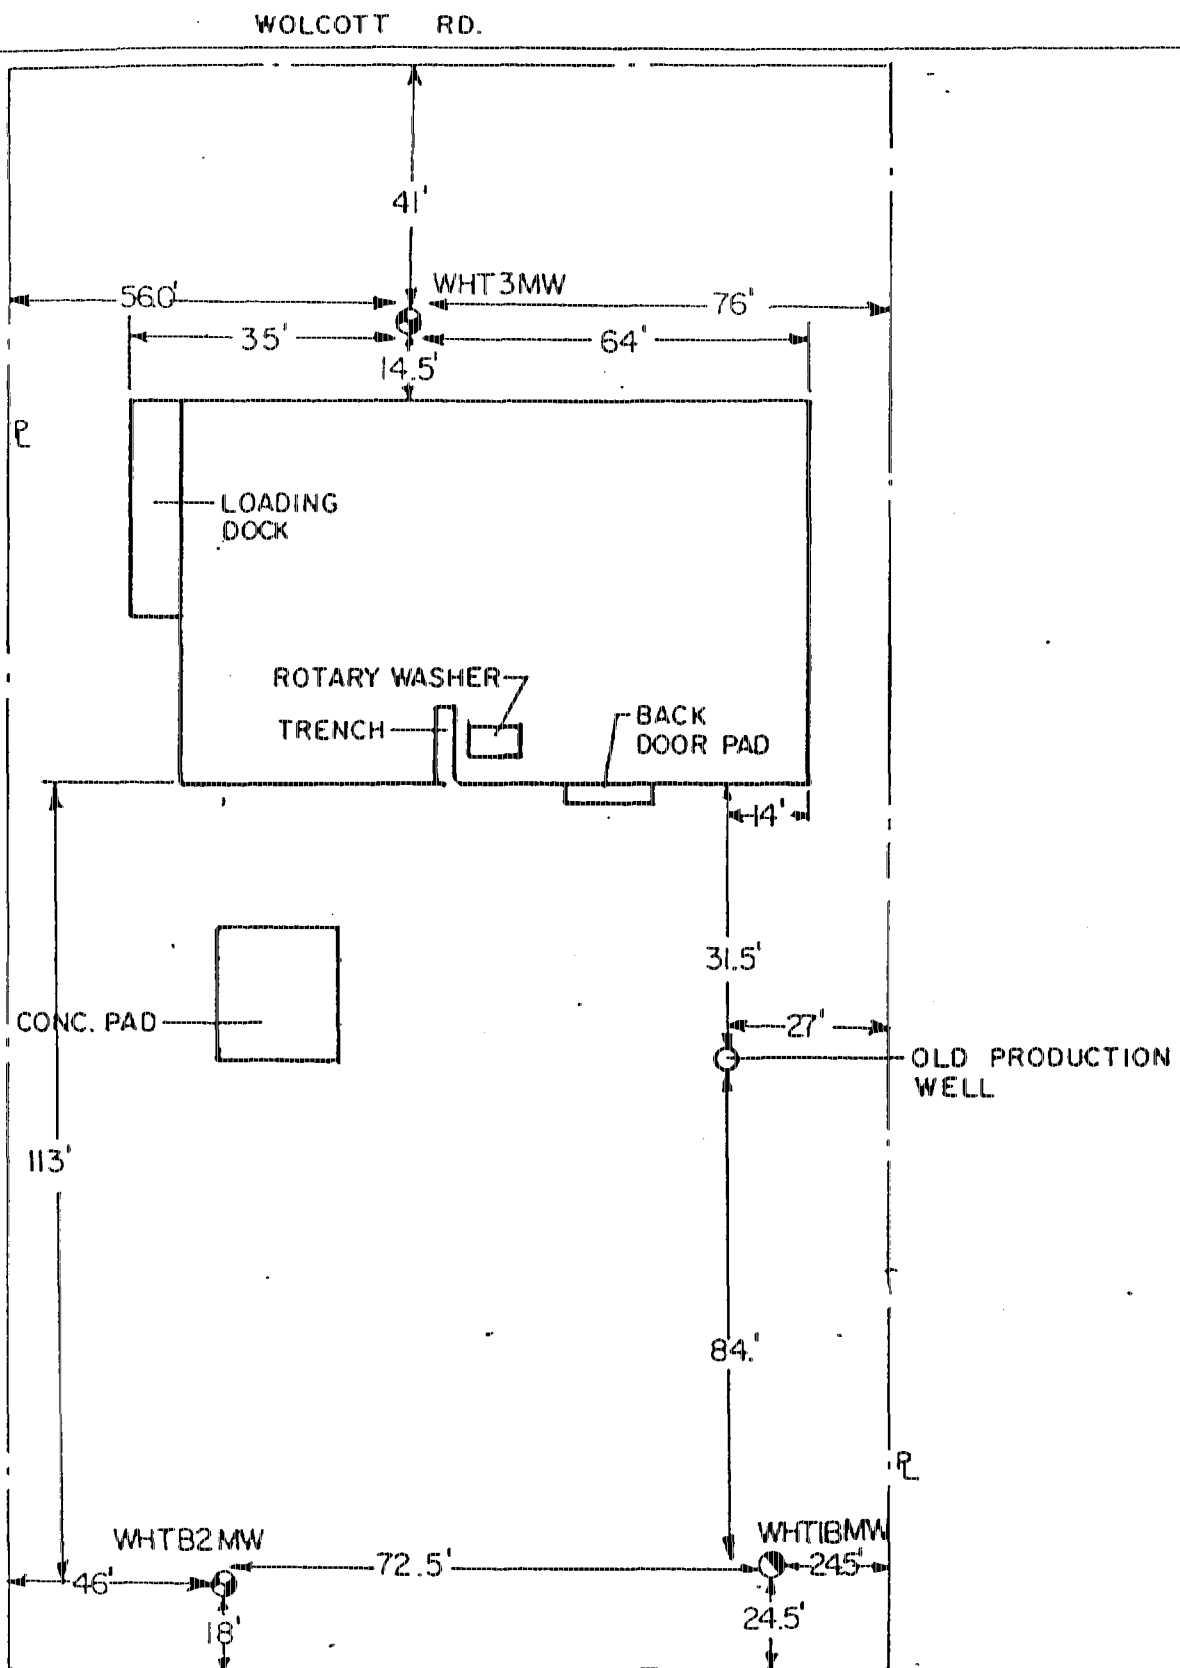 WOLCOTT RD.
41'
WHT3MW
56.0'
76'
35'
64'
14.5'
PL
LOADING
DOCK
ROTARY WASHER
TRENCH
BACK
DOOR PAD
14'
31.5'
27'
CONC. PAD
OLD PRODUCTION
WELL
113'
84.'
PL
WHTB2MW
WHT1BMW
72.5'
24.5'
46'
18'
24.5'